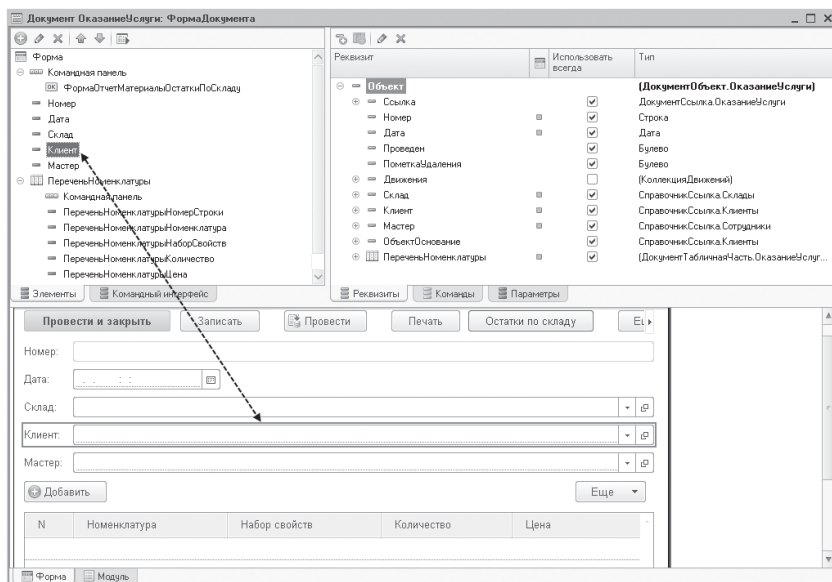 Документ ОказаниеУслуги: ФормаДокумента
Форма
Командная панель
ФормаОтчетМатериалыОстаткиПоСкладу
Номер
Дата
Склад
Клиент
Мастер
ПереченьНоменклатуры
Командная панель
ПереченьНоменклатурыНомерСтроки
ПереченьНоменклатурыНоменклатура
ПереченьНоменклатурыНаборСвойств
ПереченьНоменклатурыКоличество
ПереченьНоменклатурыЦена
Элементы Командный интерфейс
Реквизит Использовать всегда Тип
Объект (ДокументОбъект.ОказаниеУслуги)
Ссылка ДокументСсылка.ОказаниеУслуги
Номер Строка
Дата Дата
Проведен Булево
ПометкаУдаления Булево
Движения (КоллекцияДвижений)
Склад СправочникСсылка.Склады
Клиент СправочникСсылка.Клиенты
Мастер СправочникСсылка.Сотрудники
ОбъектОснование СправочникСсылка.Клиенты
ПереченьНоменклатуры (ДокументТабличнаяЧасть.ОказаниеУслуг...
Реквизиты Команды Параметры
Провести и закрыть Записать Провести Печать Остатки по складу
Номер:
Дата: . . : :
Склад:
Клиент:
Мастер:
Добавить Еще
N Номенклатура Набор свойств Количество Цена
Форма Модуль